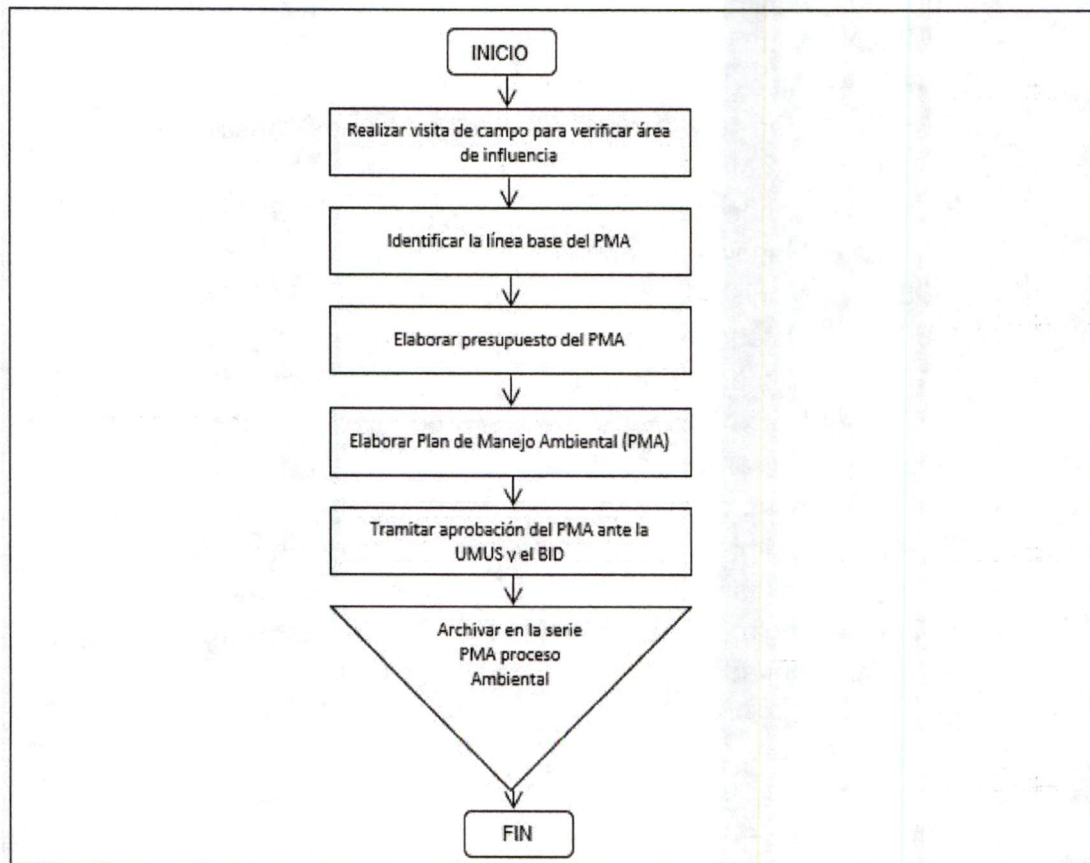 INICIO
Realizar visita de campo para verificar área
de influencia
Identificar la línea base del PMA
Elaborar presupuesto del PMA
Elaborar Plan de Manejo Ambiental (PMA)
Tramitar aprobación del PMA ante la
UMUS y el BID
Archivar en la serie
PMA proceso
Ambiental
FIN